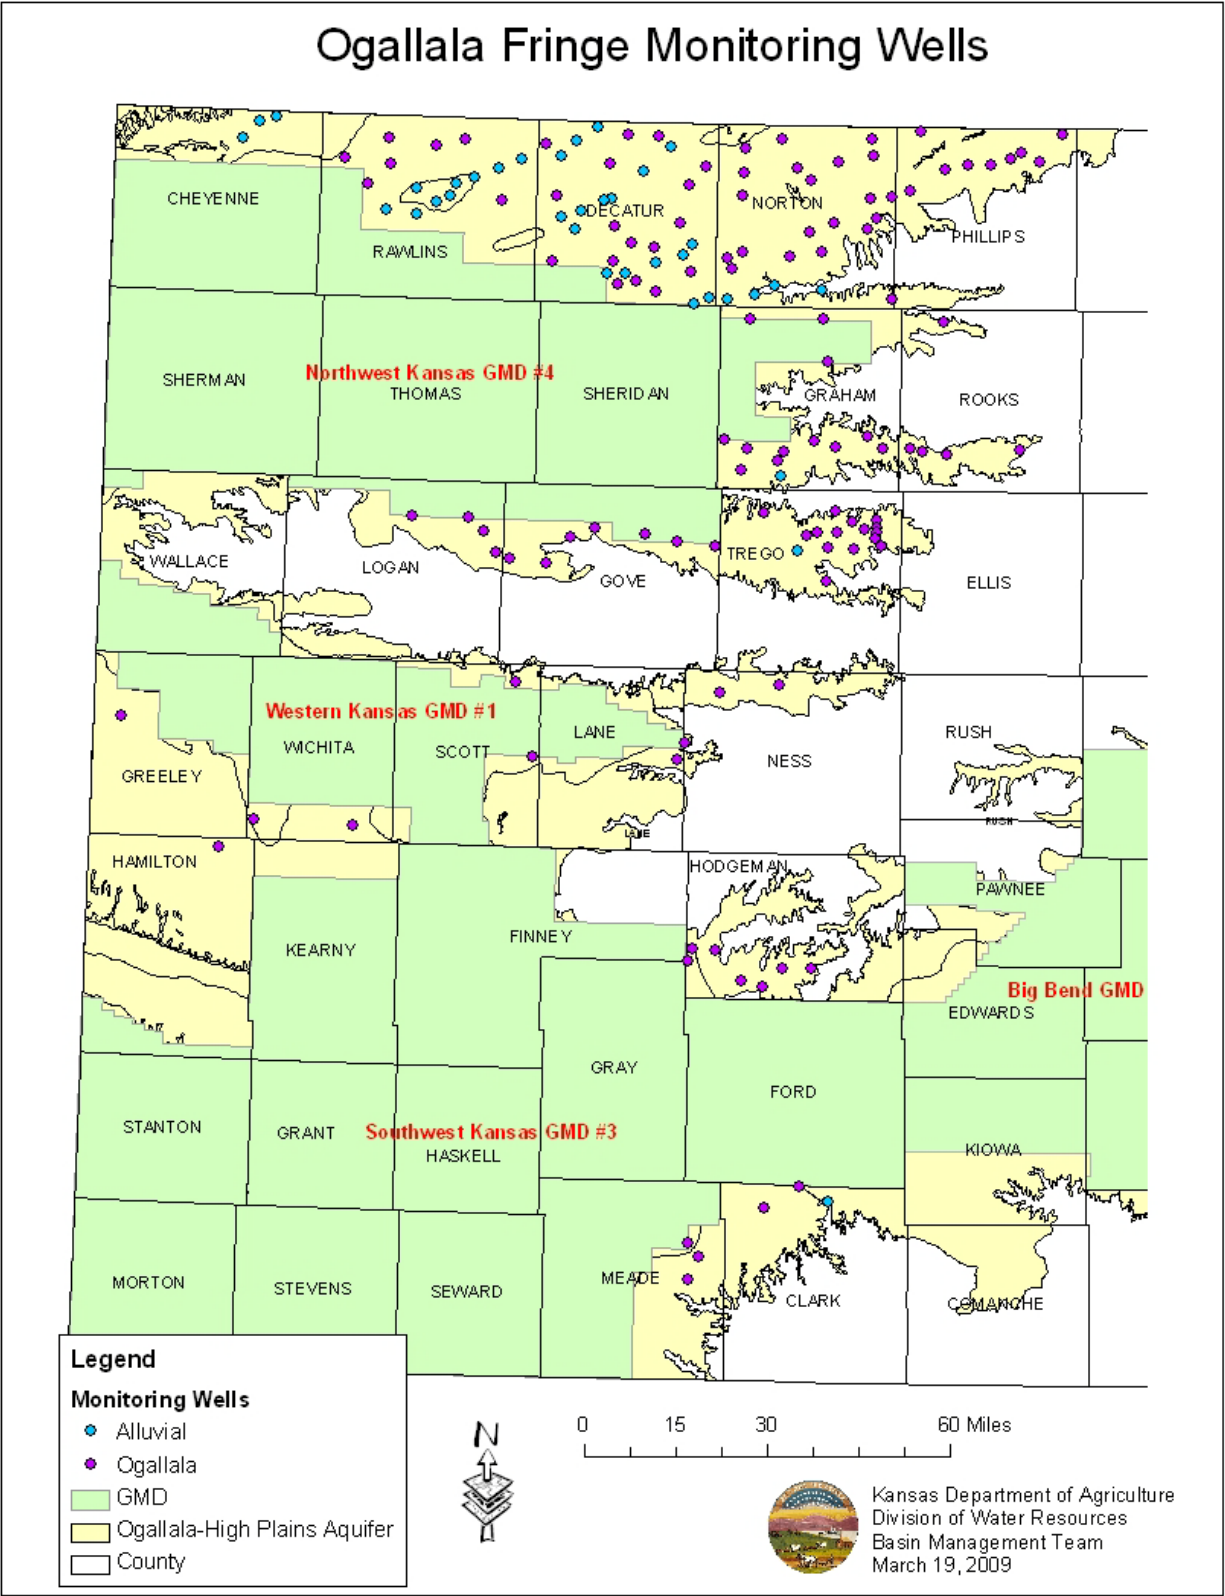 Ogallala Fringe Monitoring Wells
CHEYENNE
RAWLINS
DECATUR
NORTON
PHILLIPS
SHERMAN
Northwest Kansas GMD #4
THOMAS
SHERIDAN
GRAHAM
ROOKS
WALLACE
LOGAN
GOVE
TREGO
ELLIS
Western Kansas GMD #1
GREELEY
WICHITA
SCOTT
LANE
NESS
RUSH
LANE
RUSH
HAMILTON
KEARNY
FINNEY
HODGEMAN
PAWNEE
Big Bend GMD
EDWARDS
GRAY
FORD
STANTON
GRANT
Southwest Kansas GMD #3
HASKELL
KIOWA
MORTON
STEVENS
SEWARD
MEADE
CLARK
COMANCHE
Legend
Monitoring Wells
Alluvial
Ogallala
GMD
Ogallala-High Plains Aquifer
County
N
0 15 30 60 Miles
Kansas Department of Agriculture
Division of Water Resources
Basin Management Team
March 19, 2009